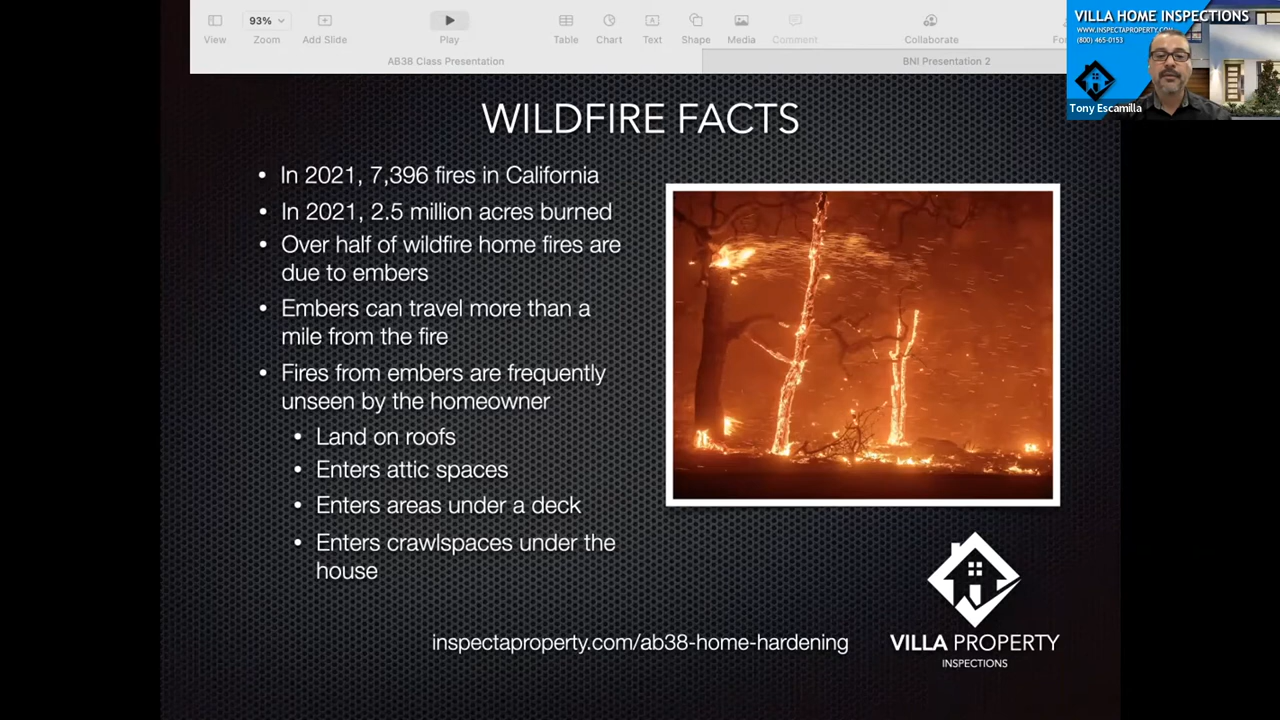 93%
View
Zoom
Add Slide
Play
Table
Chart
Text
Shape
Media
Comment
Collaborate
AB38 Class Presentation
BNI Presentation 2
VILLA HOME INSPECTIONS
WWW.INSPECTAPROPERTY.COM
(800) 465-0153
Tony Escamilla
WILDFIRE FACTS
• In 2021, 7,396 fires in California
• In 2021, 2.5 million acres burned
• Over half of wildfire home fires are
due to embers
• Embers can travel more than a
mile from the fire
• Fires from embers are frequently
unseen by the homeowner
• Land on roofs
• Enters attic spaces
• Enters areas under a deck
• Enters crawlspaces under the
house
inspectaproperty.com/ab38-home-hardening
VILLA PROPERTY
INSPECTIONS